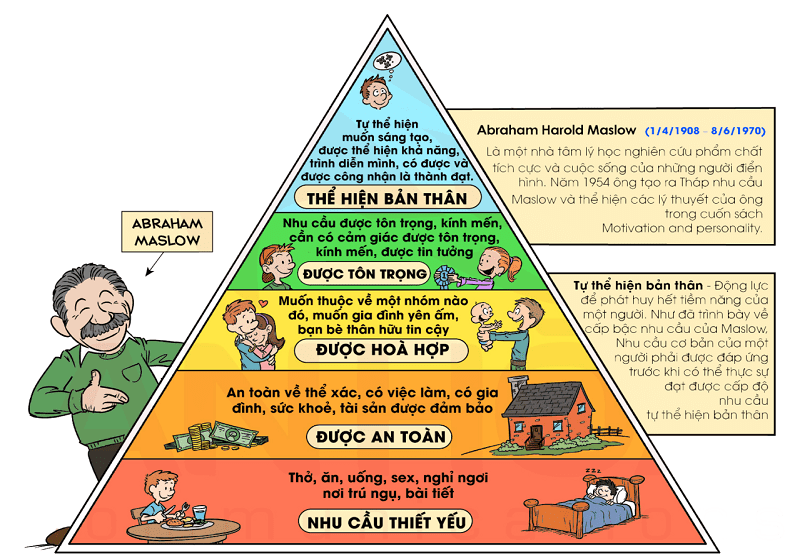 Tự thể hiện
muốn sáng tạo,
được thể hiện khả năng,
trình diễn mình, có được và
được công nhận là thành đạt.
THỂ HIỆN BẢN THÂN
Nhu cầu được tôn trọng, kính mến,
cần có cảm giác được tôn trọng,
kính mến, được tin tưởng
ĐƯỢC TÔN TRỌNG
1
Muốn thuộc về một nhóm nào
đó, muốn gia đình yên ấm,
bạn bè thân hữu tin cậy
ĐƯỢC HOÀ HỢP
An toàn về thể xác, có việc làm, có gia
đình, sức khoẻ, tài sản được đảm bảo
ĐƯỢC AN TOÀN
Thở, ăn, uống, sex, nghỉ ngơi
nơi trú ngụ, bài tiết
NHU CẦU THIẾT YẾU
zzz
ABRAHAM
MASLOW
Abraham Harold Maslow (1/4/1908 – 8/6/1970)
Là một nhà tâm lý học nghiên cứu phẩm chất
tích cực và cuộc sống của những người điển
hình. Năm 1954 ông tạo ra Tháp nhu cầu
Maslow và thể hiện các lý thuyết của ông
trong cuốn sách
Motivation and personality.
Tự thể hiện bản thân - Động lực
để phát huy hết tiềm năng của
một người. Như đã trình bày về
cấp bậc nhu cầu của Maslow,
Nhu cầu cơ bản của một
người phải được đáp ứng
trước khi có thể thực sự
đạt được cấp độ
nhu cầu
tự thể hiện bản thân